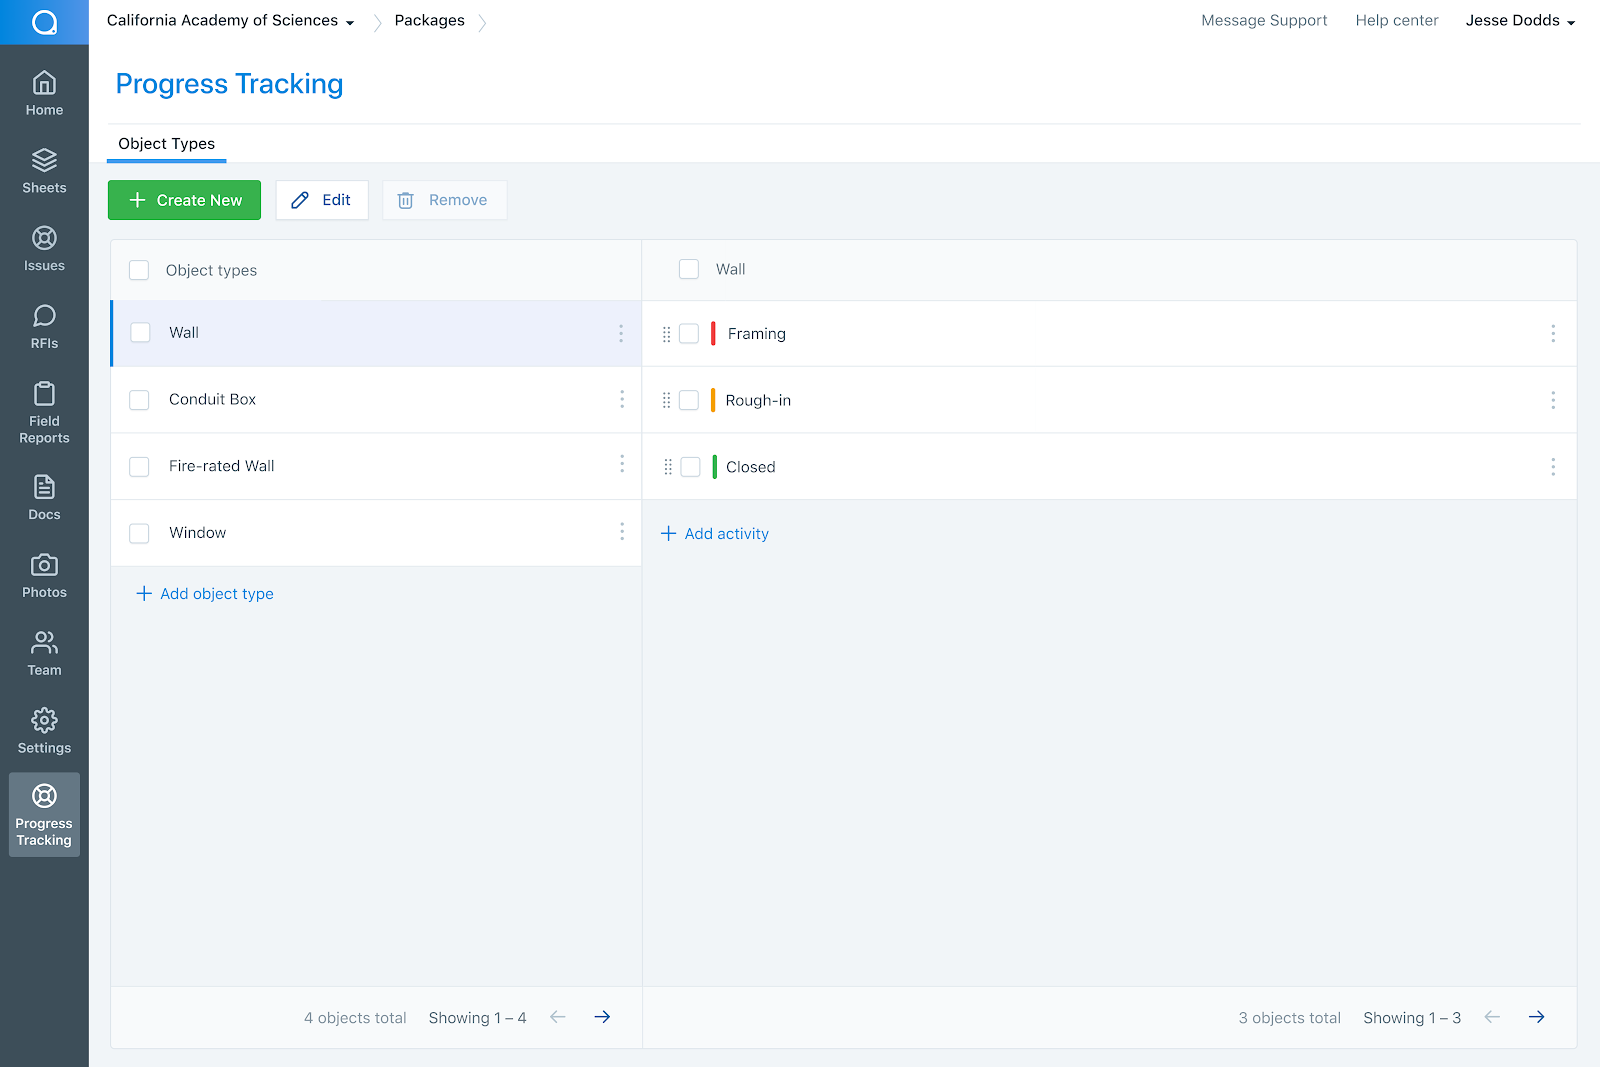 California Academy of Sciences
Packages
Message Support
Help center
Jesse Dodds
Home
Sheets
Issues
RFIs
Field
Reports
Docs
Photos
Team
Settings
Progress
Tracking
Progress Tracking
Object Types
Create New
Edit
Remove
Object types
Wall
Conduit Box
Fire-rated Wall
Window
Add object type
4 objects total
Showing 1 – 4
Wall
Framing
Rough-in
Closed
Add activity
3 objects total
Showing 1 – 3